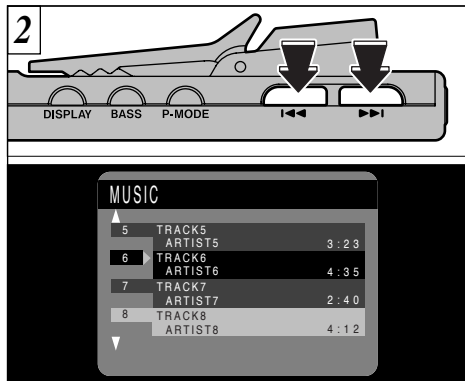 2
DISPLAY BASS P-MODE
MUSIC
5 TRACK5
ARTIST5 3:23
6 TRACK6
ARTIST6 4:35
7 TRACK7
ARTIST7 2:40
8 TRACK8
ARTIST8 4:12